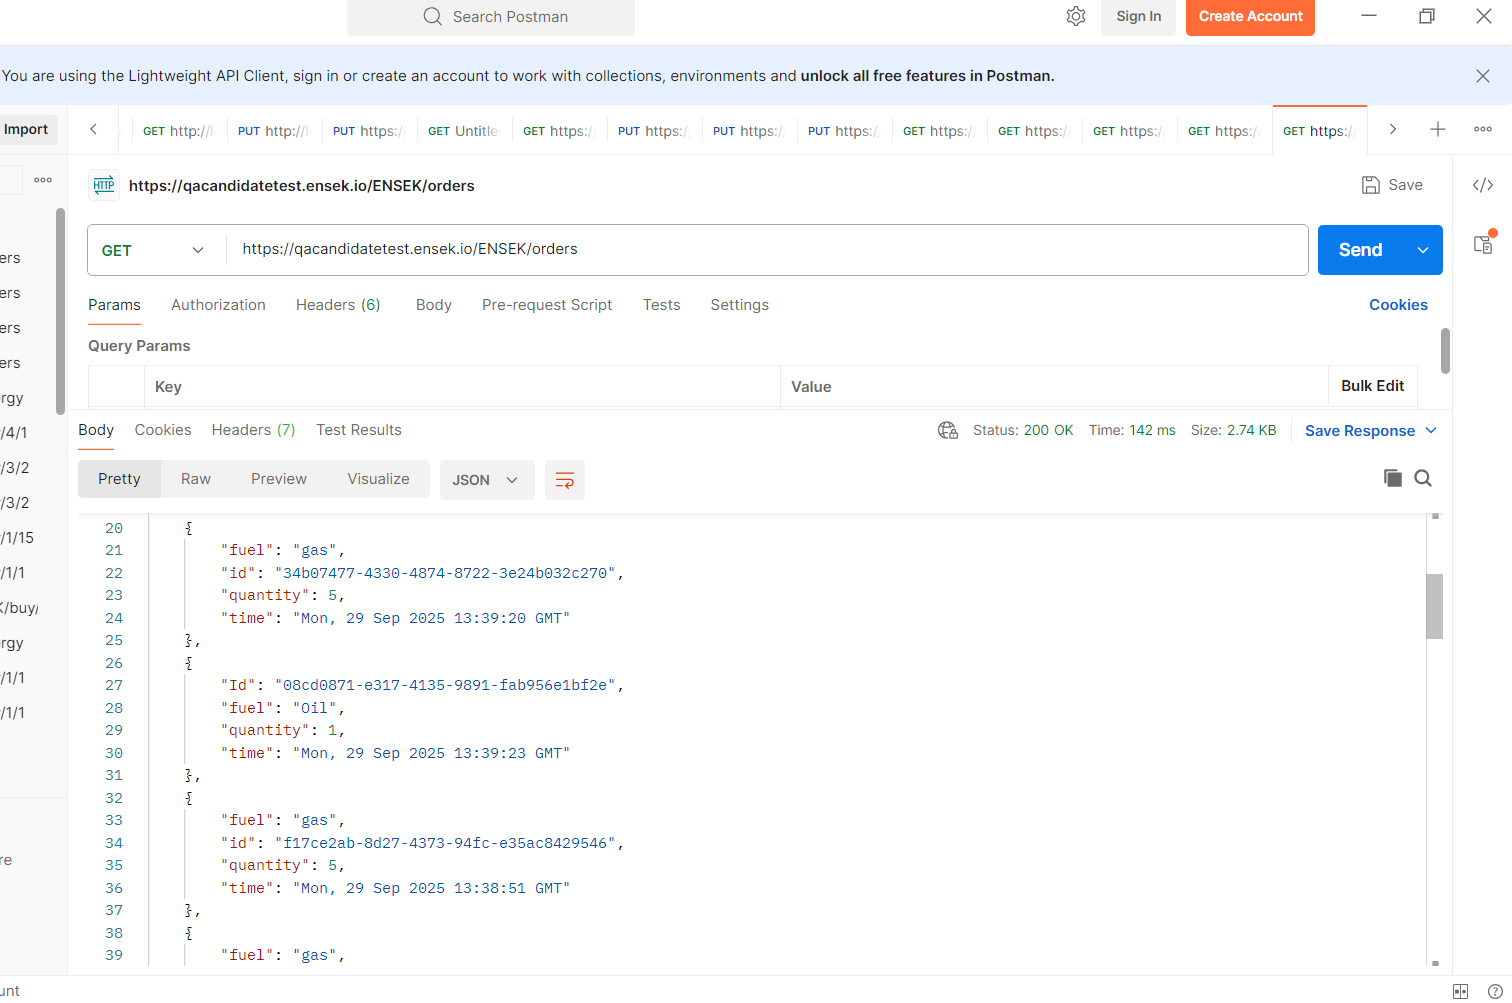 Search Postman
Sign In
Create Account
You are using the Lightweight API Client, sign in or create an account to work with collections, environments and unlock all free features in Postman.
Import
GET http://l
PUT http://l
PUT https:/
GET Untitle
GET https:/
PUT https:/
PUT https:/
PUT https:/
GET https:/
GET https:/
GET https:/
GET https:/
GET https:/
HTTP
https://qacandidatetest.ensek.io/ENSEK/orders
Save
</>
GET
https://qacandidatetest.ensek.io/ENSEK/orders
Send
ers
ers
ers
ers
rgy
/4/1
/3/2
/3/2
/1/15
/1/1
K/buy/
rgy
/1/1
/1/1
re
unt
Params
Authorization
Headers (6)
Body
Pre-request Script
Tests
Settings
Cookies
Query Params
Key
Value
Bulk Edit
Body
Cookies
Headers (7)
Test Results
Status: 200 OK
Time: 142 ms
Size: 2.74 KB
Save Response
Pretty
Raw
Preview
Visualize
JSON
20 {
21 "fuel": "gas",
22 "id": "34b07477-4330-4874-8722-3e24b032c270",
23 "quantity": 5,
24 "time": "Mon, 29 Sep 2025 13:39:20 GMT"
25 },
26 {
27 "Id": "08cd0871-e317-4135-9891-fab956e1bf2e",
28 "fuel": "Oil",
29 "quantity": 1,
30 "time": "Mon, 29 Sep 2025 13:39:23 GMT"
31 },
32 {
33 "fuel": "gas",
34 "id": "f17ce2ab-8d27-4373-94fc-e35ac8429546",
35 "quantity": 5,
36 "time": "Mon, 29 Sep 2025 13:38:51 GMT"
37 },
38 {
39 "fuel": "gas",